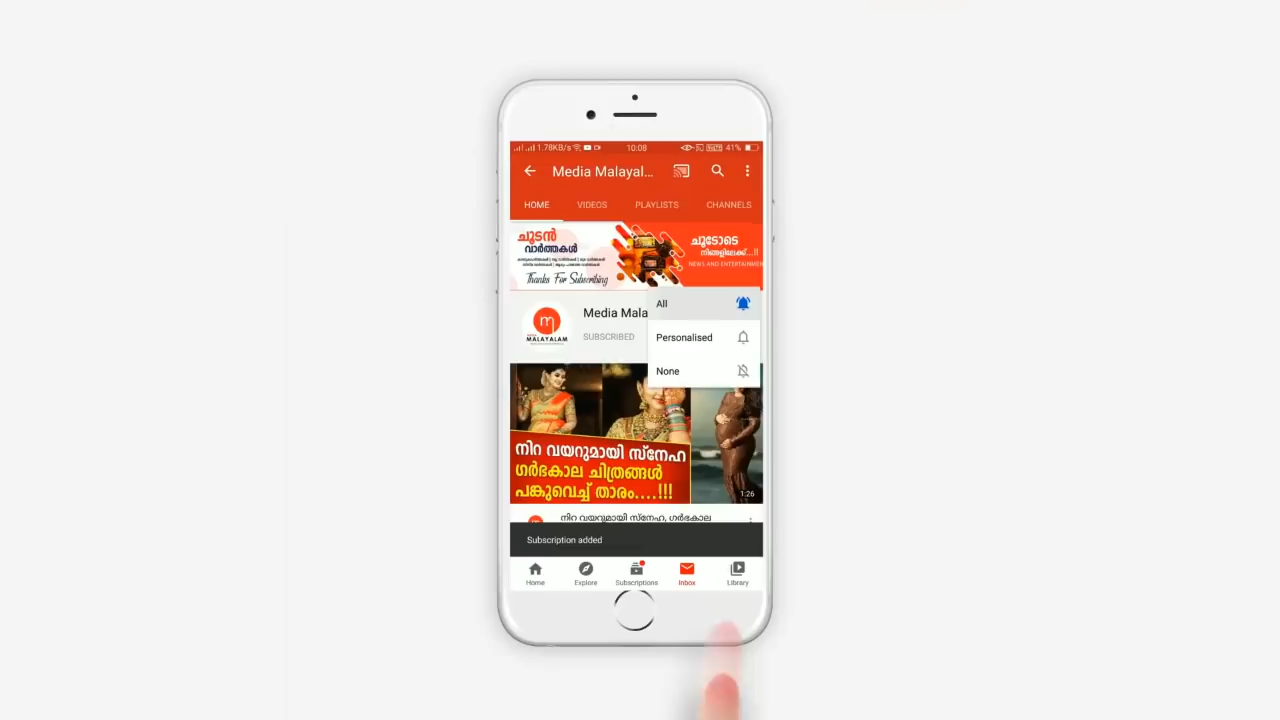 1.78KB/s 10:08 41%
Media Malayal...
HOME VIDEOS PLAYLISTS CHANNELS
ചൂടൻ
വാർത്തകൾ
Thanks For Subscribing
ചൂടോടെ
നിങ്ങളിലേക്ക്...!!
NEWS AND ENTERTAINMEN
All
Media Mala
MALAYALAM
SUBSCRIBED
Personalised
None
നിറ വയറുമായി സ്നേഹ
ഗർഭകാല ചിത്രങ്ങൾ
പങ്കുവെച്ച് താരം....!!!
1:26
നിറ വയറുമായി സ്നേഹ, ഗർഭകാല
Subscription added
Home Explore Subscriptions Inbox Library